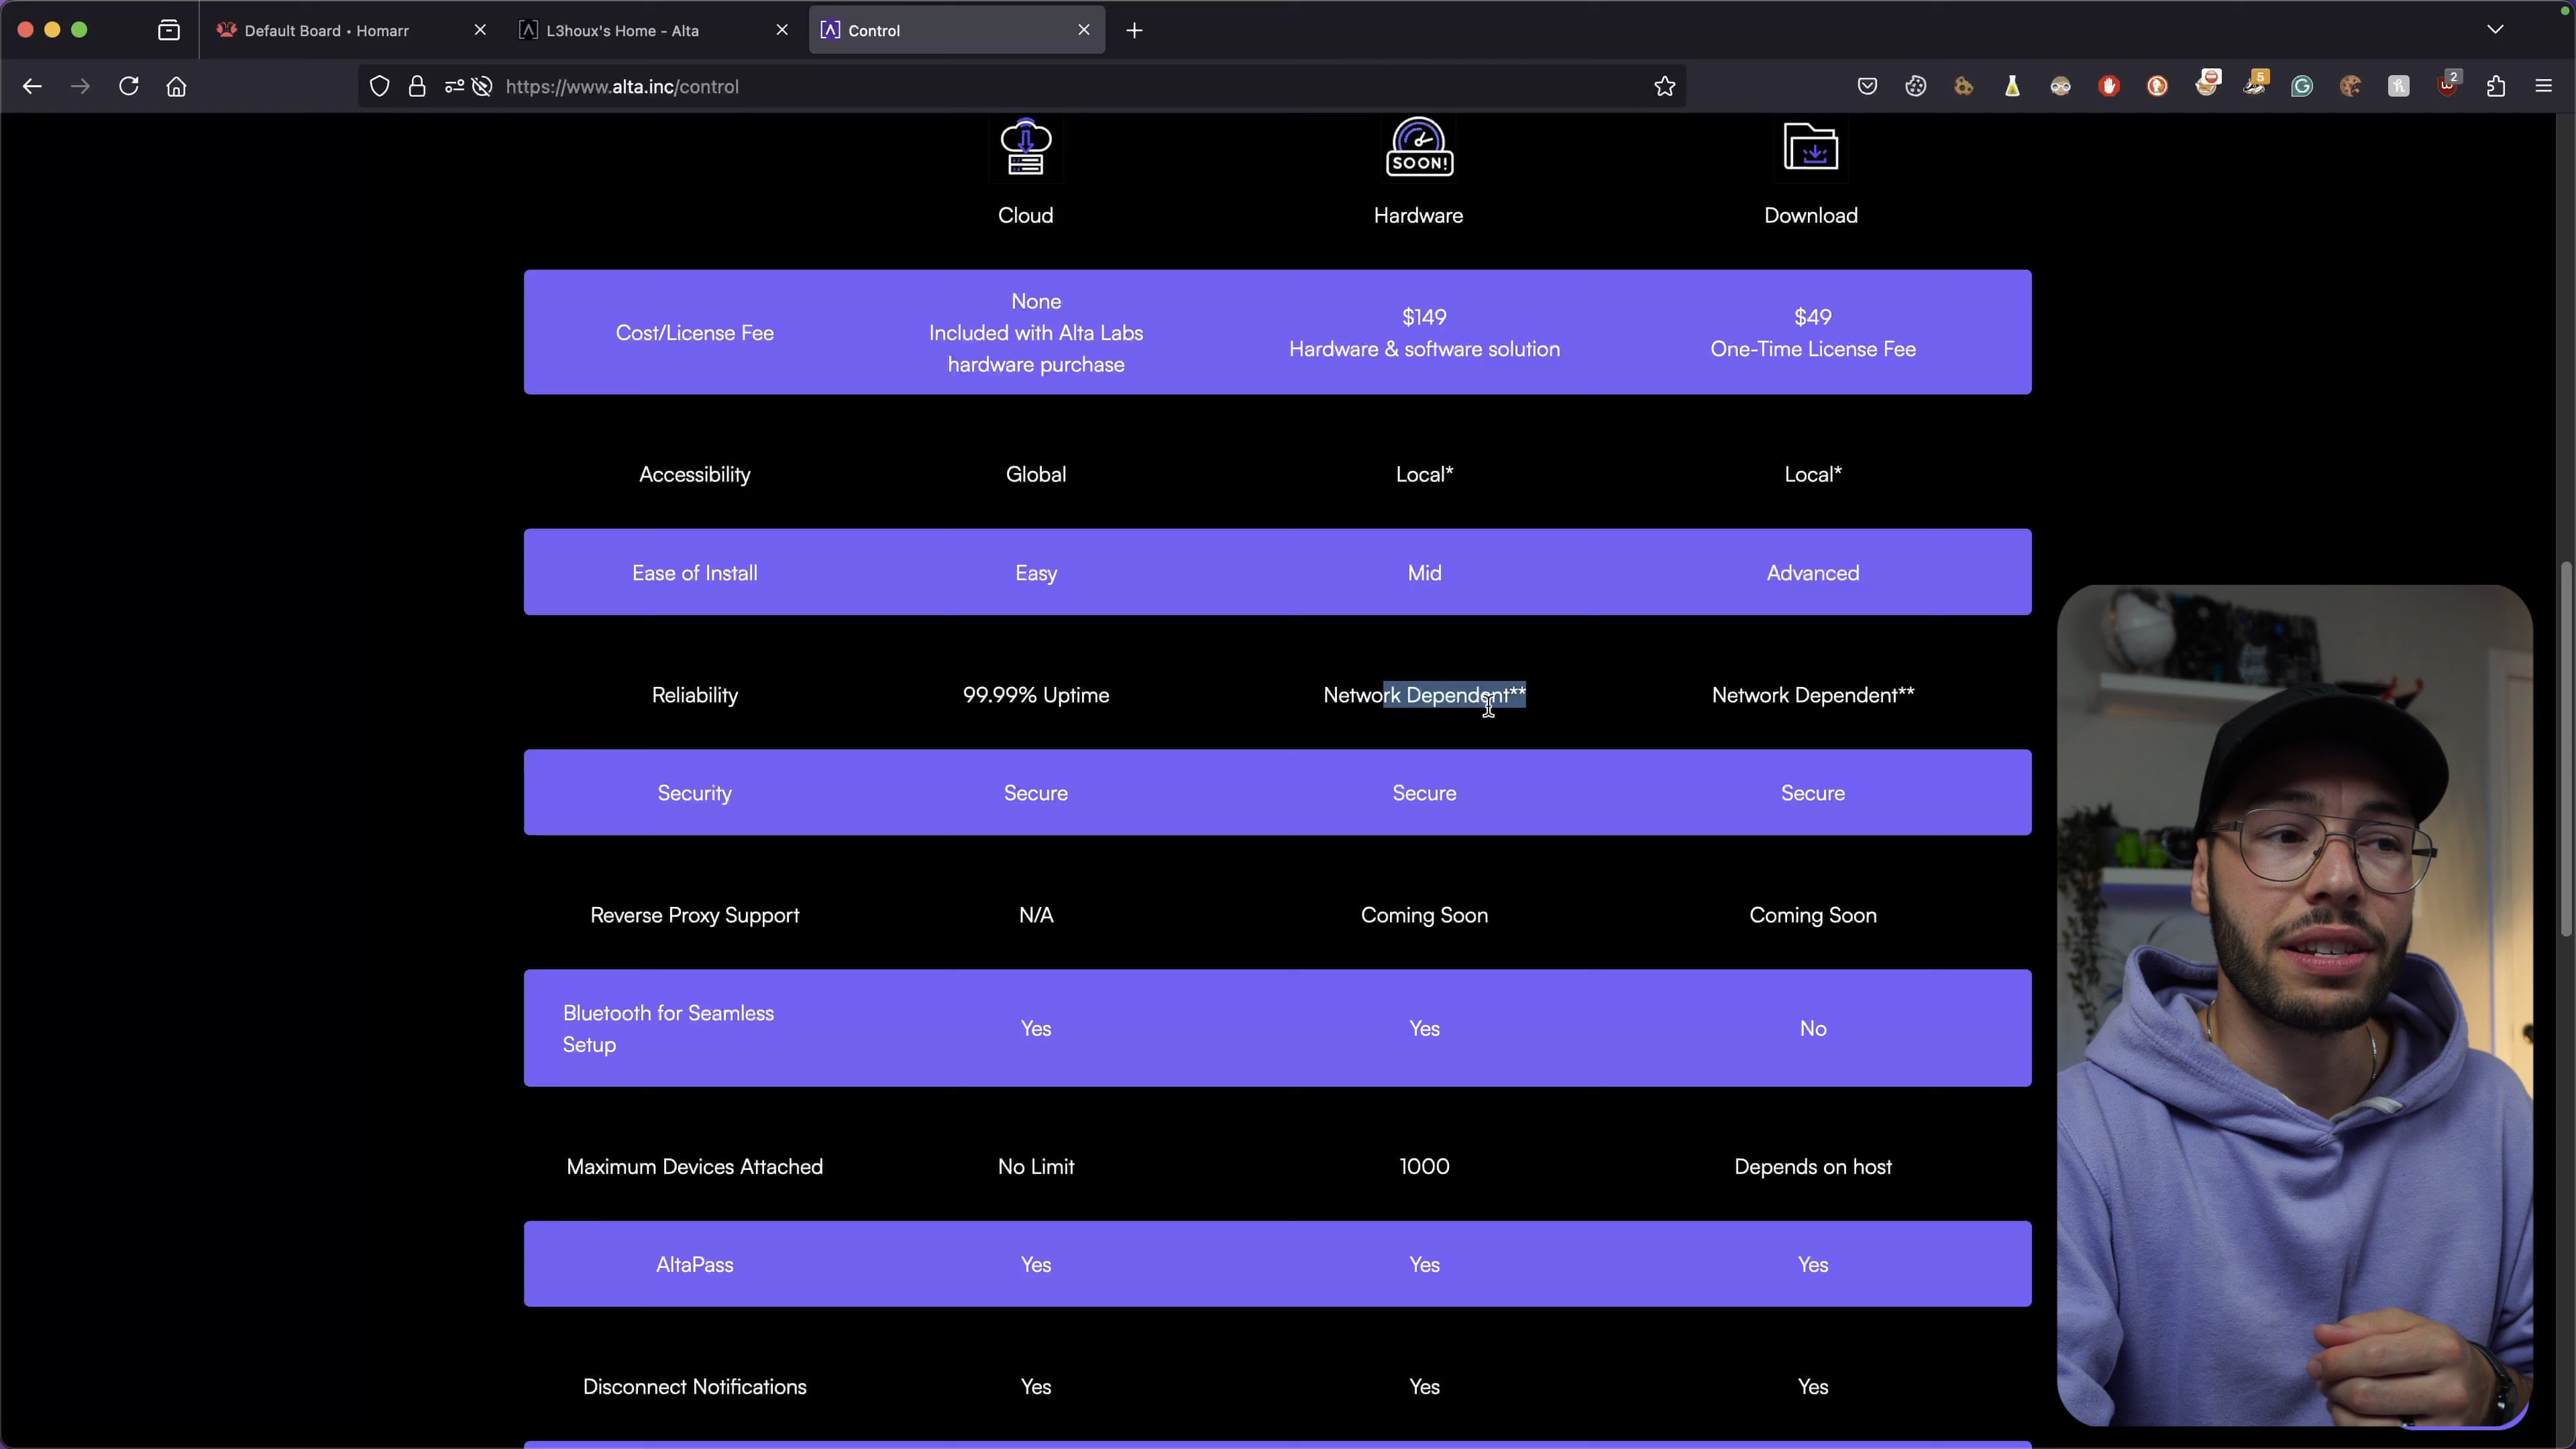 Default Board • Homarr
L3houx's Home - Alta
Control
https://www.alta.inc/control
5
2
SOON!
Cloud
Hardware
Download
Cost/License Fee
None
Included with Alta Labs
hardware purchase
$149
Hardware & software solution
$49
One-Time License Fee
Accessibility
Global
Local*
Local*
Ease of Install
Easy
Mid
Advanced
Reliability
99.99% Uptime
Network Dependent**
Network Dependent**
Security
Secure
Secure
Secure
Reverse Proxy Support
N/A
Coming Soon
Coming Soon
Bluetooth for Seamless
Setup
Yes
Yes
No
Maximum Devices Attached
No Limit
1000
Depends on host
AltaPass
Yes
Yes
Yes
Disconnect Notifications
Yes
Yes
Yes